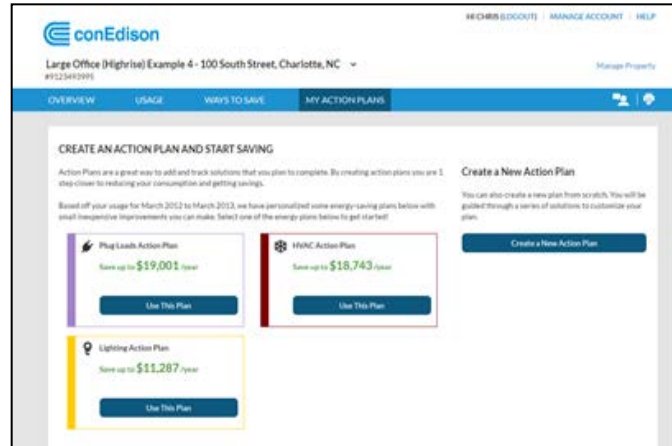 HI CHRIS (LOGOUT) | MANAGE ACCOUNT | HELP
conEdison
Large Office (Highrise) Example 4 - 100 South Street, Charlotte, NC
#9123493995
Manage Property
OVERVIEW USAGE WAYS TO SAVE MY ACTION PLANS
CREATE AN ACTION PLAN AND START SAVING
Action Plans are a great way to add and track solutions that you plan to complete. By creating action plans you are 1
step closer to reducing your consumption and getting savings.
Based off your usage for March 2012 to March 2013, we have personalized some energy-saving plans below with
small inexpensive improvements you can make. Select one of the energy plans below to get started!
Plug Loads Action Plan
Save up to $19,001 /year
Use This Plan
HVAC Action Plan
Save up to $18,743 /year
Use This Plan
Lighting Action Plan
Save up to $11,287 /year
Use This Plan
Create a New Action Plan
You can also create a new plan from scratch. You will be
guided through a series of solutions to customize your
plan.
Create a New Action Plan